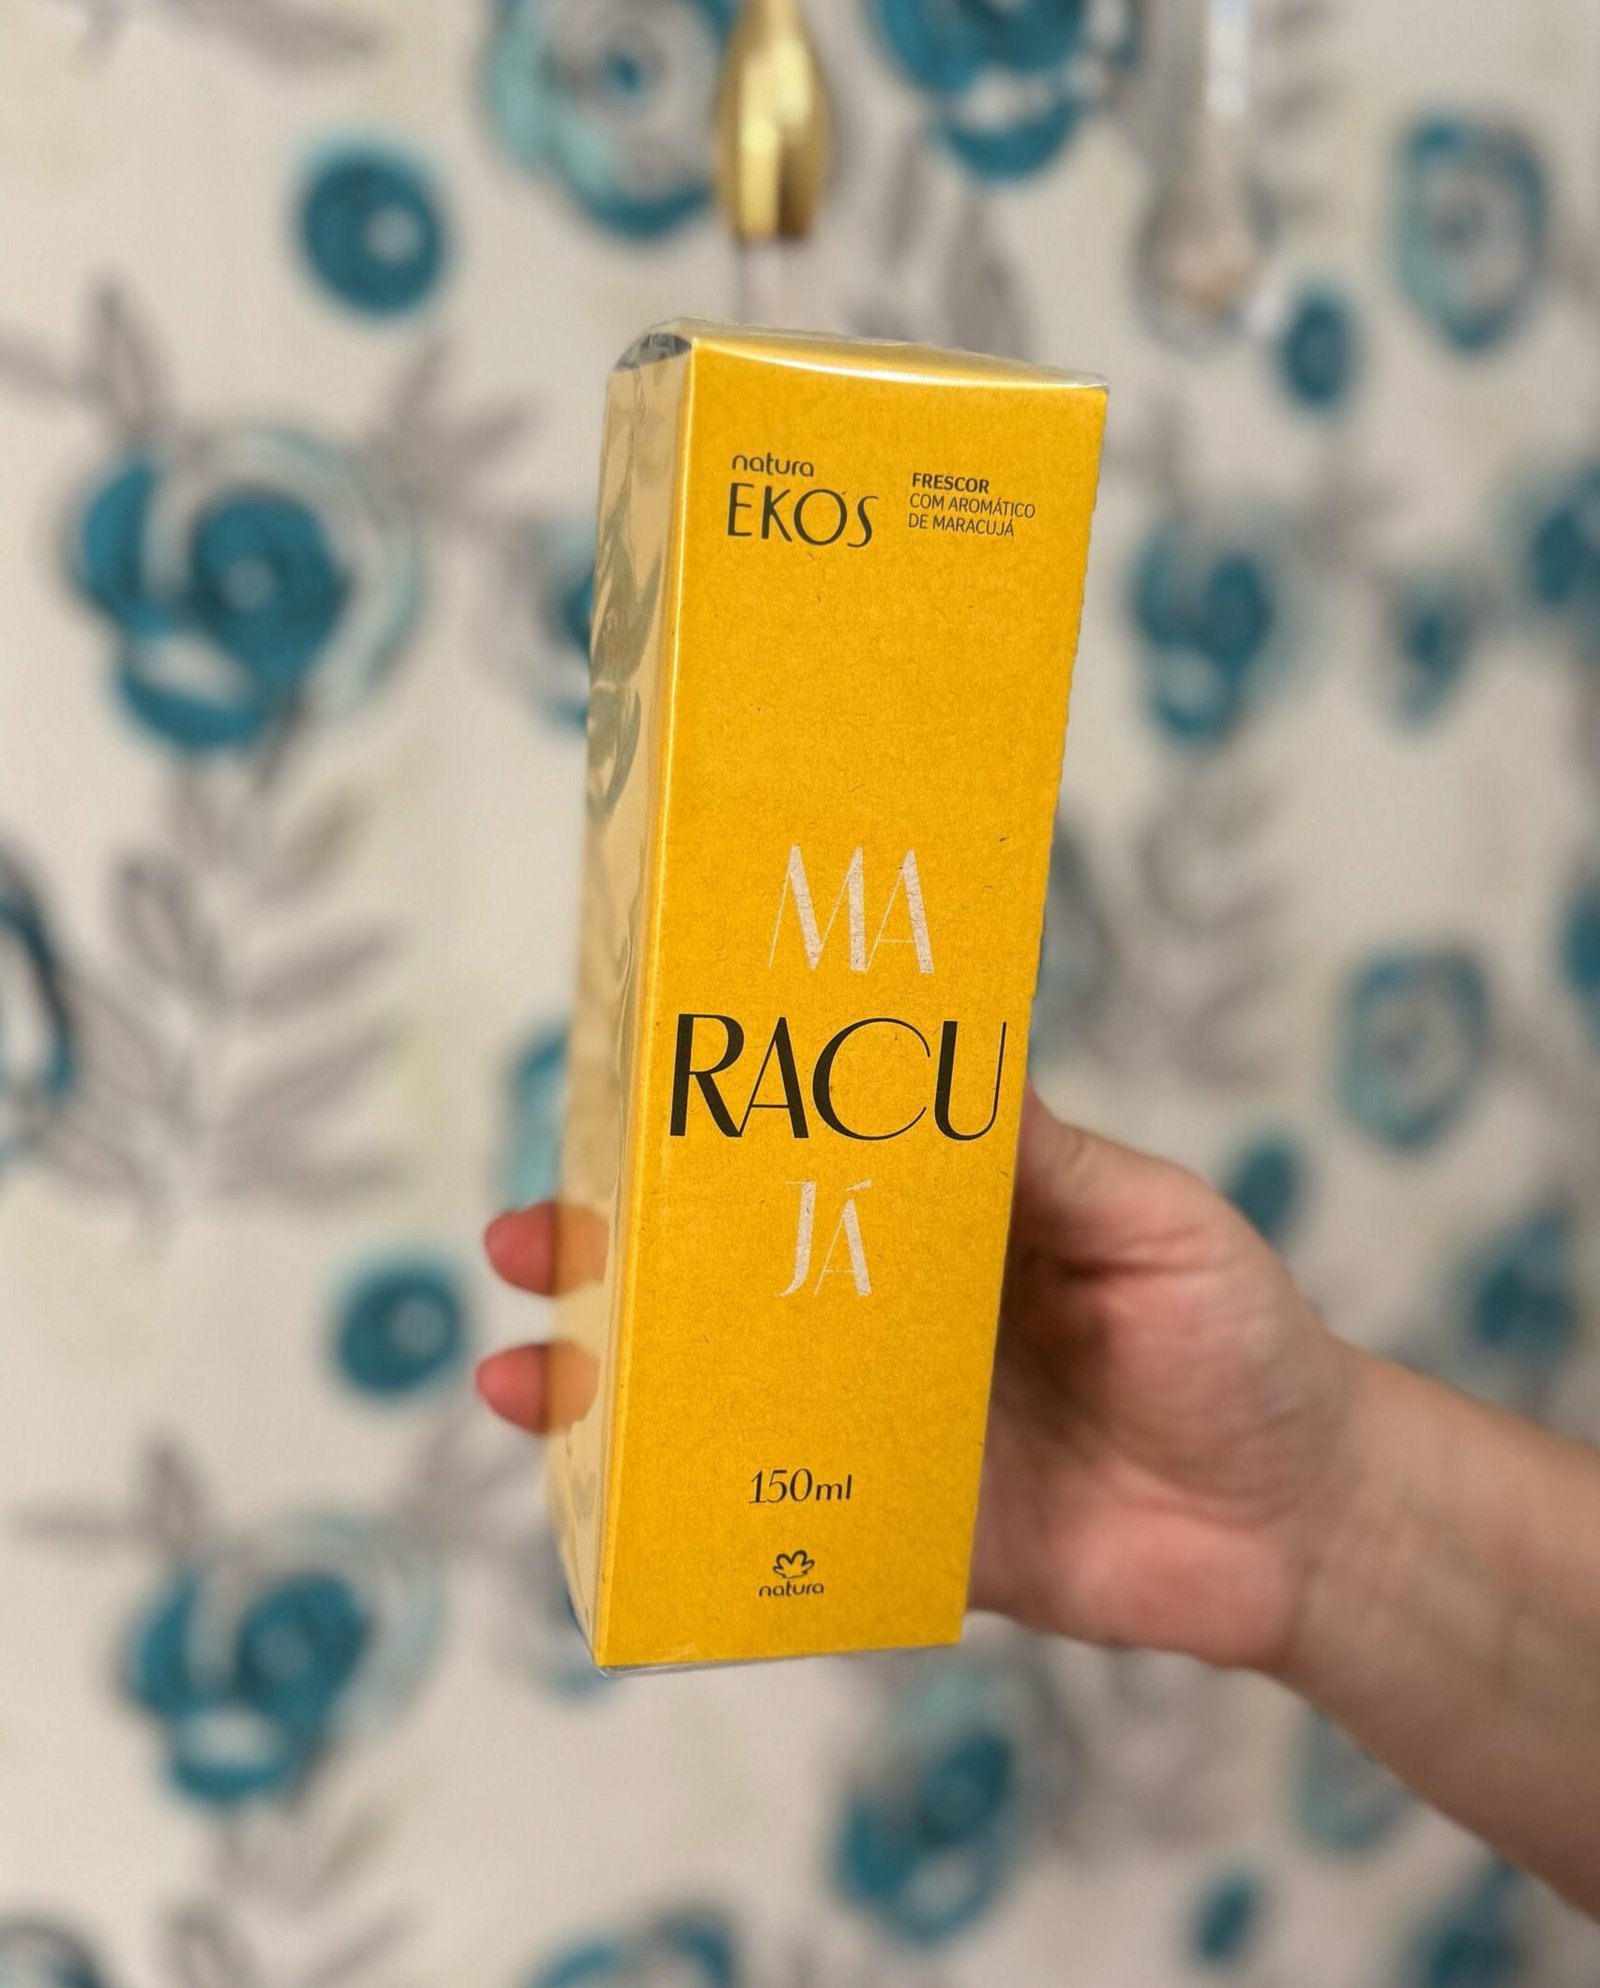 natura
EKOS
FRESCOR
COM AROMÁTICO
DE MARACUJÁ
MA
RACU
JÁ
150ml
natura